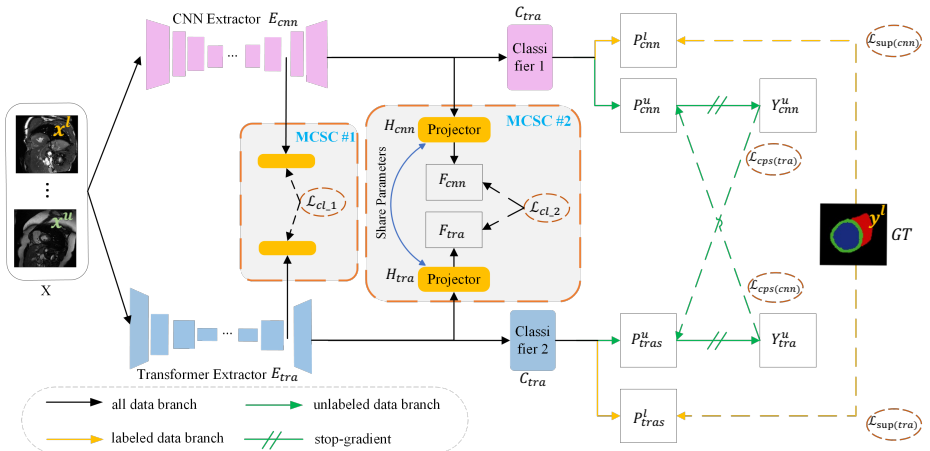 CNN Extractor E_cnn
C_tra
Classi
fier 1
P^l_cnn
L_sup(cnn)
P^u_cnn
Y^u_cnn
x^l
⋮
x^u
X
MCSC #1
L_cl_1
MCSC #2
H_cnn
Projector
Share Parameters
F_cnn
L_cl_2
F_tra
H_tra
Projector
L_cps(tra)
y^l
GT
L_cps(cnn)
Classi
fier 2
C_tra
P^u_tras
Y^u_tra
Transformer Extractor E_tra
P^l_tras
L_sup(tra)
all data branch
unlabeled data branch
labeled data branch
stop-gradient